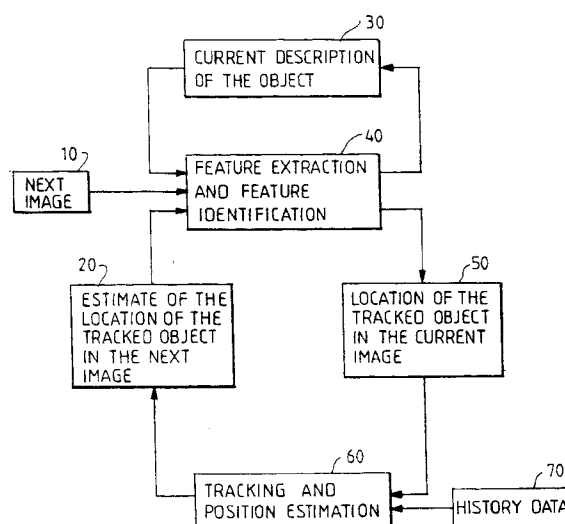 30
CURRENT DESCRIPTION
OF THE OBJECT
40
10
FEATURE EXTRACTION
AND FEATURE
IDENTIFICATION
NEXT
IMAGE
20
50
ESTIMATE OF THE
LOCATION OF THE
TRACKED OBJECT
IN THE NEXT
IMAGE
LOCATION OF THE
TRACKED OBJECT
IN THE CURRENT
IMAGE
60
70
TRACKING AND
POSITION ESTIMATION
HISTORY DATA